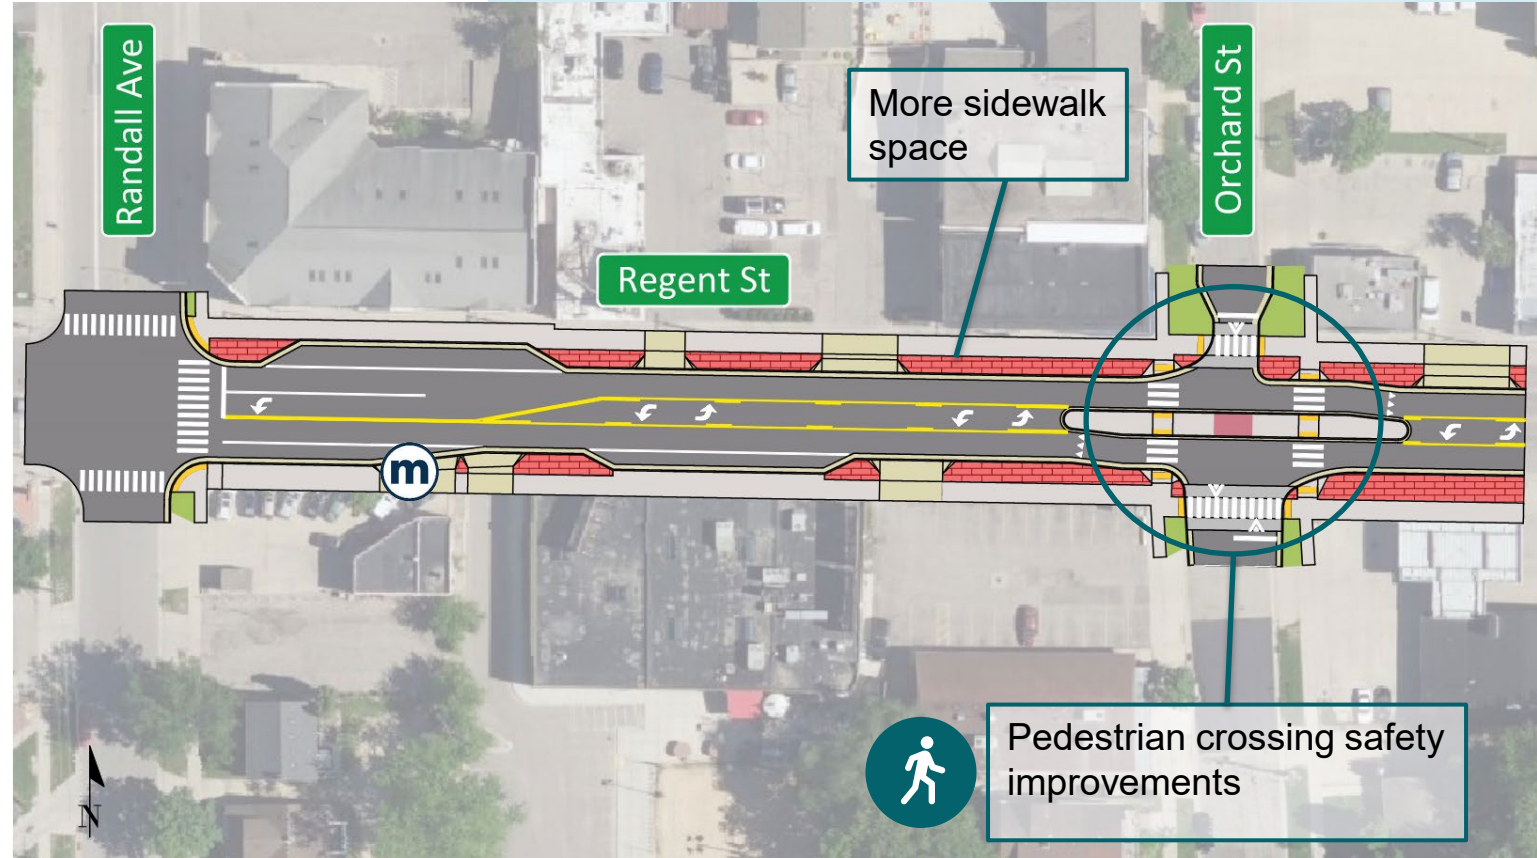 Randall Ave
Orchard St
More sidewalk
space
Regent St
m
Pedestrian crossing safety
improvements
N